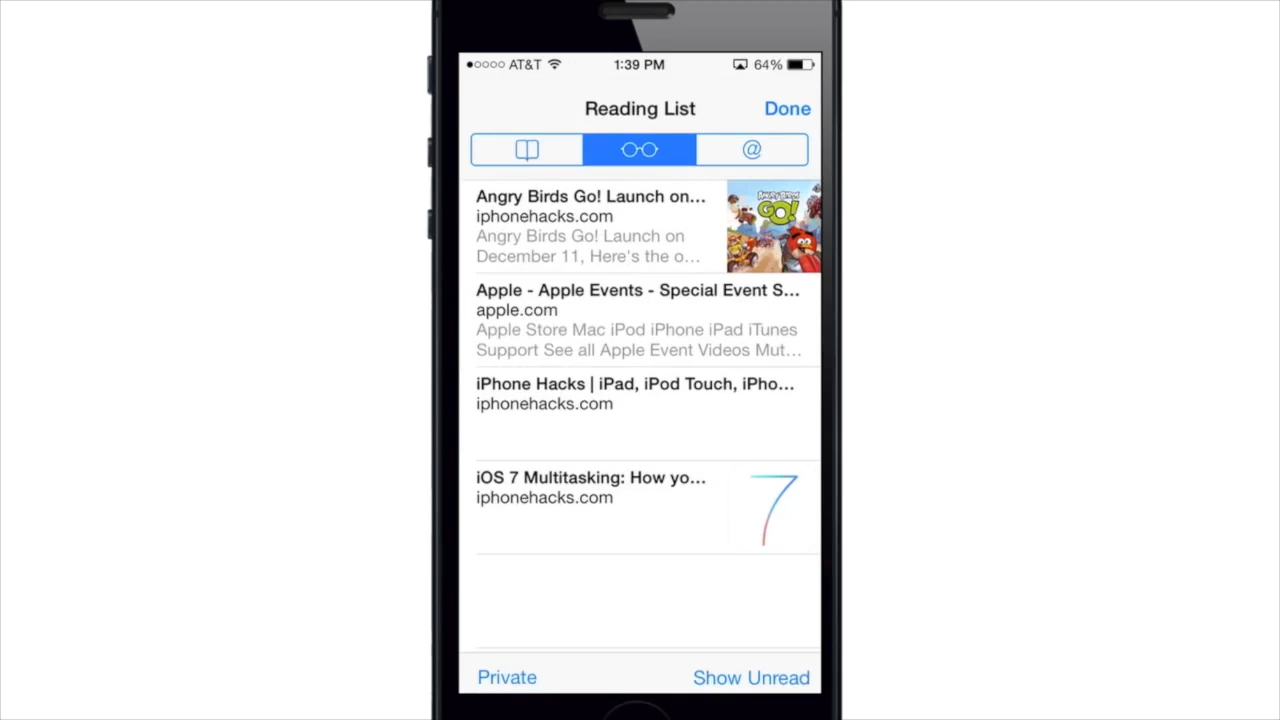 AT&T 1:39 PM 64%
Reading List Done
@
Angry Birds Go! Launch on...
iphonehacks.com
Angry Birds Go! Launch on
December 11, Here's the o...
ANGRY BIRDS
GO!
Apple - Apple Events - Special Event S...
apple.com
Apple Store Mac iPod iPhone iPad iTunes
Support See all Apple Event Videos Mut...
iPhone Hacks | iPad, iPod Touch, iPho...
iphonehacks.com
iOS 7 Multitasking: How yo...
iphonehacks.com
7
Private Show Unread